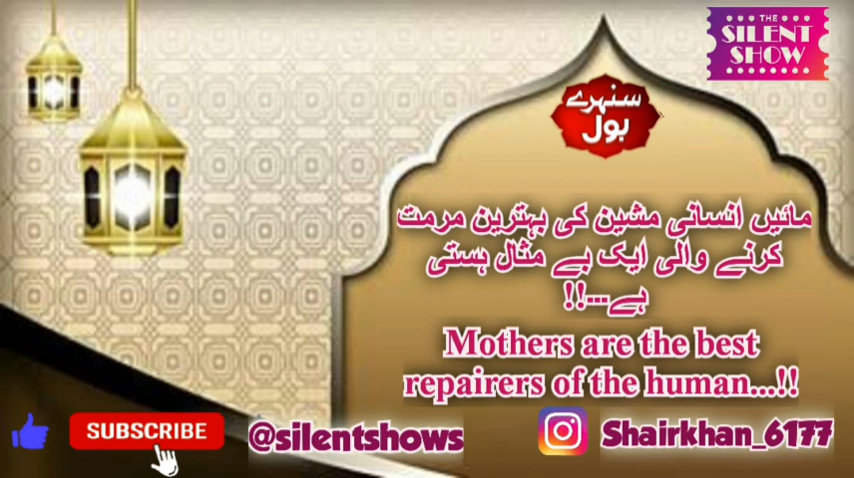 THE
SILENT
SHOW
سنہرے
بول
مائیں انسانی مشین کی بہترین مرمت
کرنے والی ایک بے مثال ہستی
ہے...!!
Mothers are the best
repairers of the human...!!
SUBSCRIBE
@silentshows
Shairkhan_6177